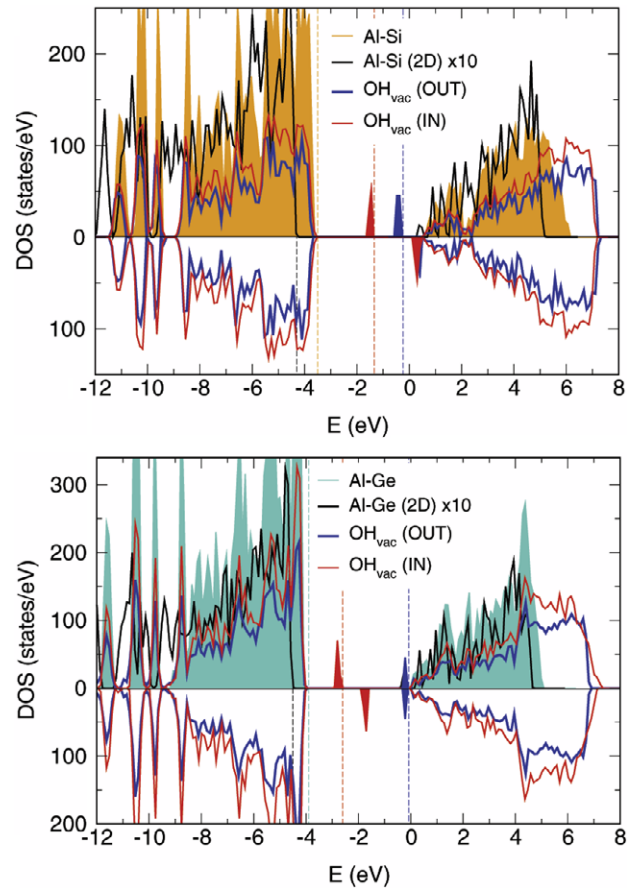 Al-Si
Al-Si (2D) x10
OHvac (OUT)
OHvac (IN)
200
100
0
100
DOS (states/eV)
-12 -10 -8 -6 -4 -2 0 2 4 6 8
E (eV)
Al-Ge
Al-Ge (2D) x10
OHvac (OUT)
OHvac (IN)
300
200
100
0
100
200
DOS (states/eV)
-12 -10 -8 -6 -4 -2 0 2 4 6 8
E (eV)